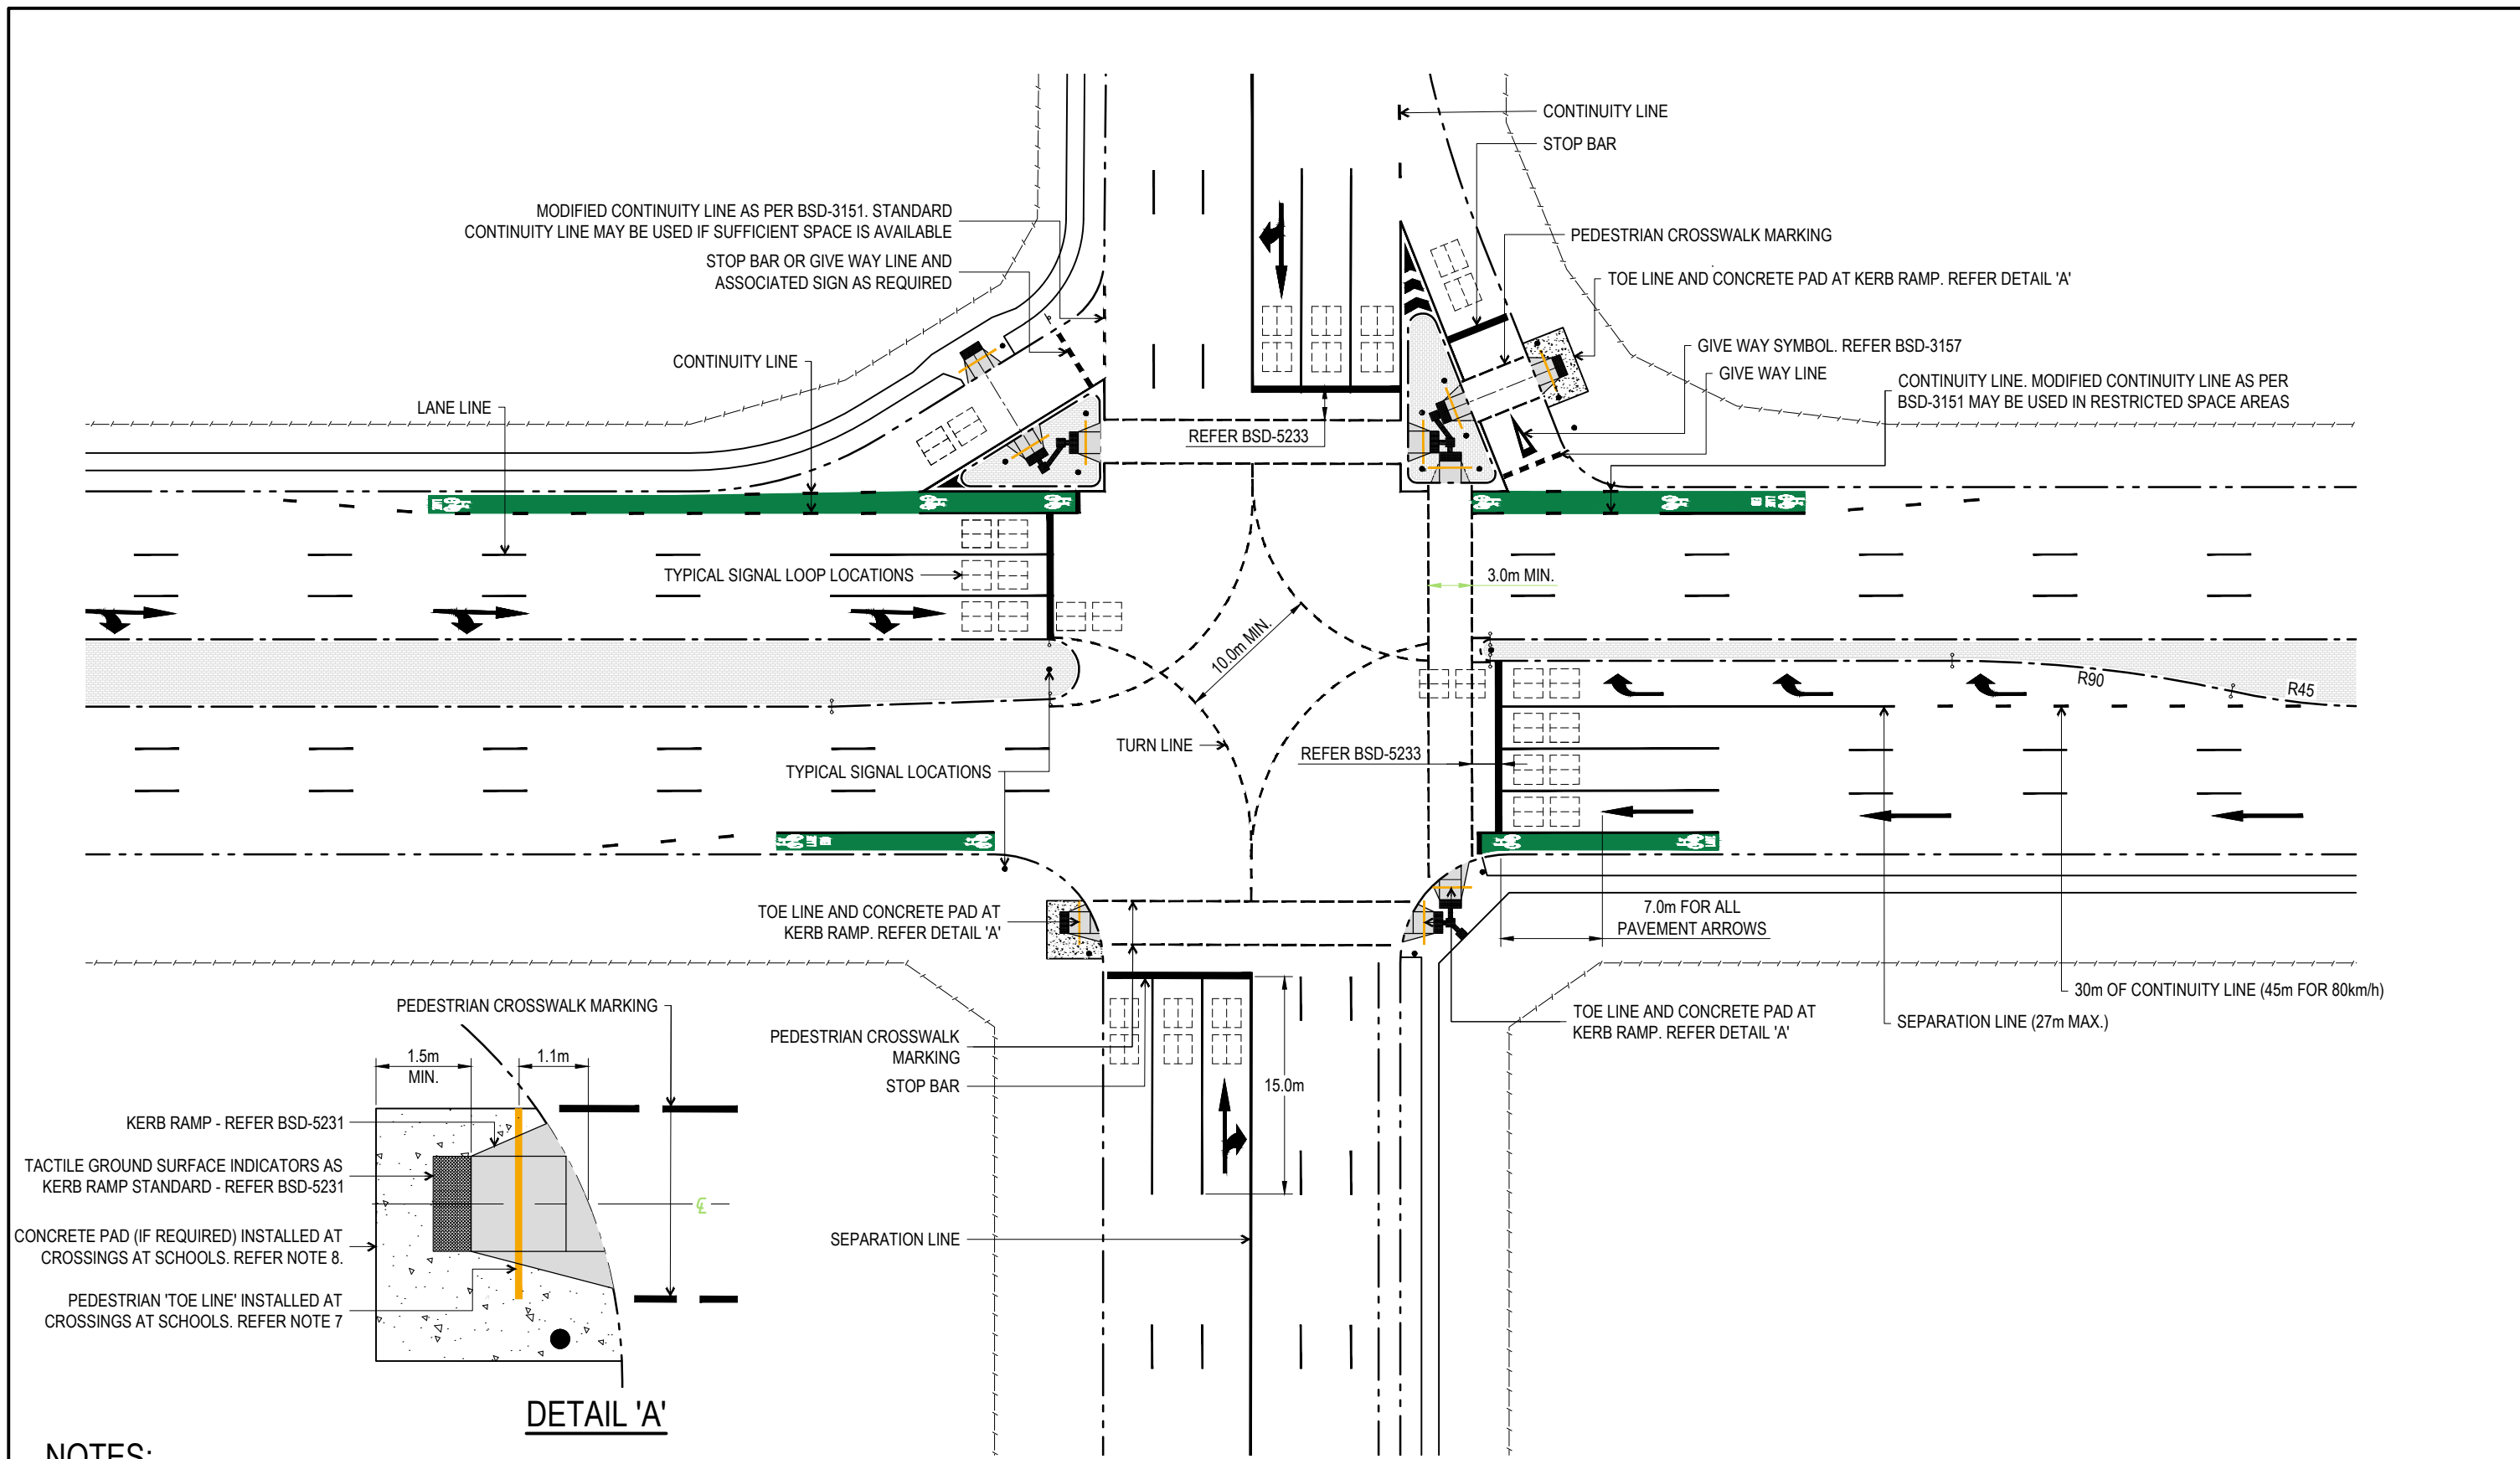 CONTINUITY LINE
STOP BAR
MODIFIED CONTINUITY LINE AS PER BSD-3151. STANDARD
CONTINUITY LINE MAY BE USED IF SUFFICIENT SPACE IS AVAILABLE
PEDESTRIAN CROSSWALK MARKING
STOP BAR OR GIVE WAY LINE AND
ASSOCIATED SIGN AS REQUIRED
TOE LINE AND CONCRETE PAD AT KERB RAMP. REFER DETAIL 'A'
CONTINUITY LINE
GIVE WAY SYMBOL. REFER BSD-3157
GIVE WAY LINE
CONTINUITY LINE. MODIFIED CONTINUITY LINE AS PER
BSD-3151 MAY BE USED IN RESTRICTED SPACE AREAS
LANE LINE
REFER BSD-5233
TYPICAL SIGNAL LOOP LOCATIONS
3.0m MIN.
10.0m MIN.
R90
R45
TURN LINE
REFER BSD-5233
TYPICAL SIGNAL LOCATIONS
TOE LINE AND CONCRETE PAD AT
KERB RAMP. REFER DETAIL 'A'
7.0m FOR ALL
PAVEMENT ARROWS
30m OF CONTINUITY LINE (45m FOR 80km/h)
SEPARATION LINE (27m MAX.)
TOE LINE AND CONCRETE PAD AT
KERB RAMP. REFER DETAIL 'A'
PEDESTRIAN CROSSWALK
MARKING
STOP BAR
15.0m
SEPARATION LINE
PEDESTRIAN CROSSWALK MARKING
1.5m
MIN.
1.1m
KERB RAMP - REFER BSD-5231
TACTILE GROUND SURFACE INDICATORS AS
KERB RAMP STANDARD - REFER BSD-5231
℄
CONCRETE PAD (IF REQUIRED) INSTALLED AT
CROSSINGS AT SCHOOLS. REFER NOTE 8.
PEDESTRIAN 'TOE LINE' INSTALLED AT
CROSSINGS AT SCHOOLS. REFER NOTE 7
DETAIL 'A'
NOTES: